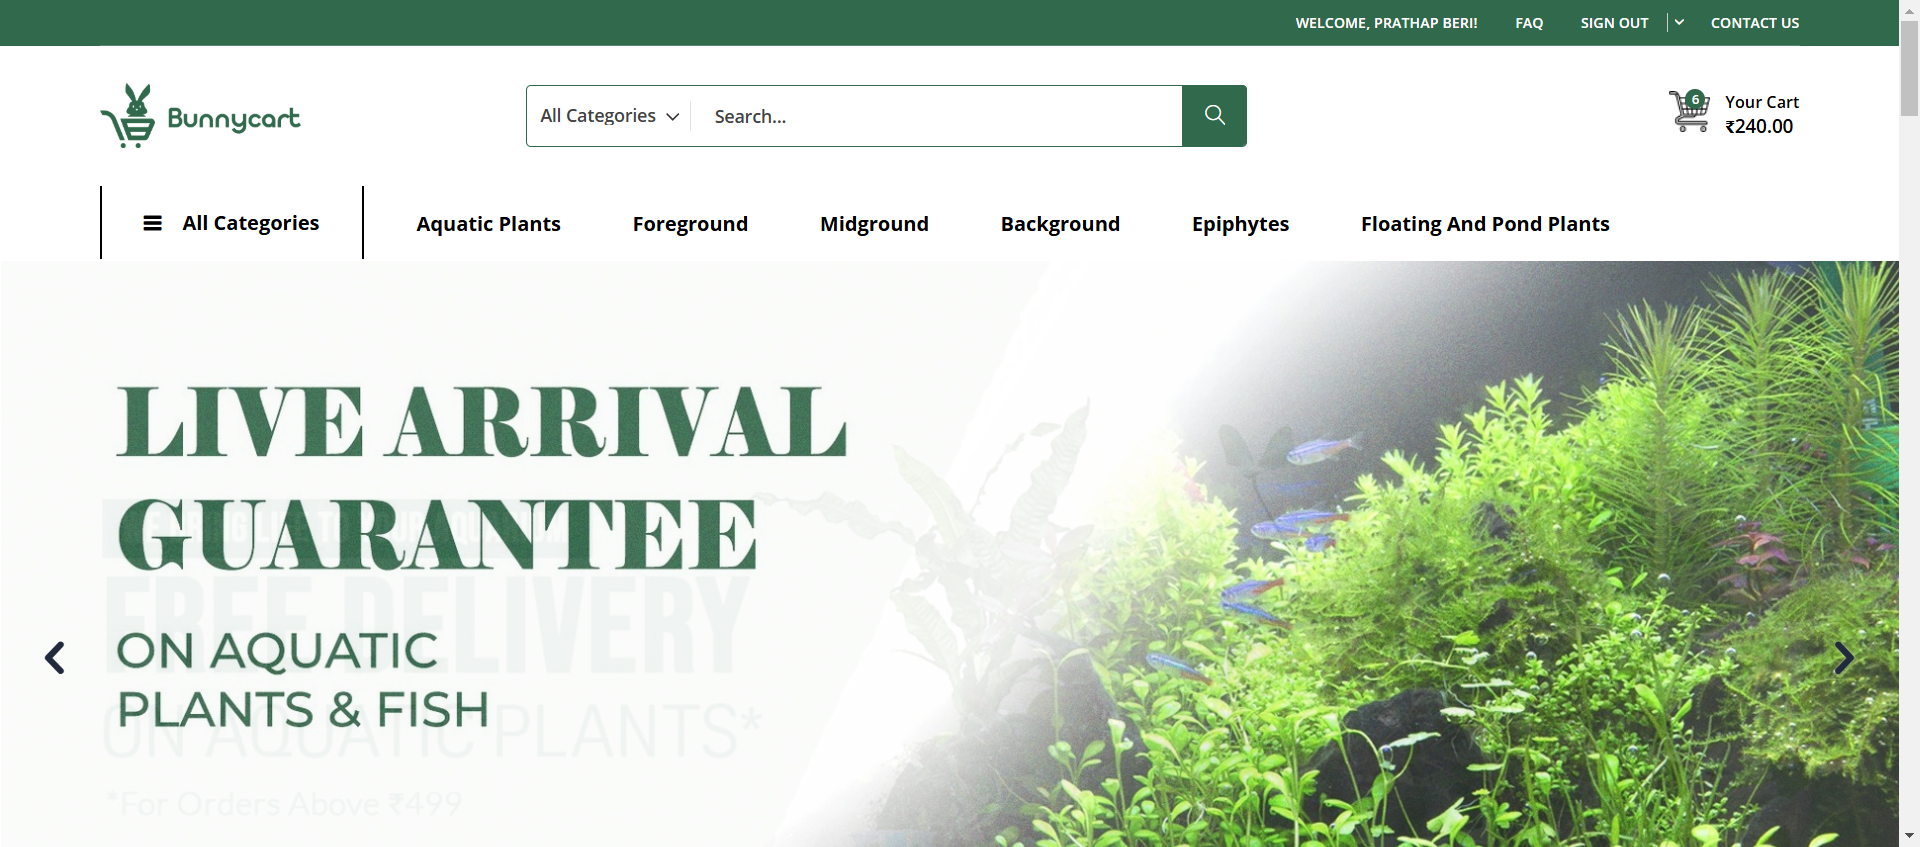 WELCOME, PRATHAP BERI!
FAQ
SIGN OUT
CONTACT US
Bunnycart
All Categories
Search...
6
Your Cart
₹240.00
All Categories
Aquatic Plants
Foreground
Midground
Background
Epiphytes
Floating And Pond Plants
LIVE ARRIVAL
GUARANTEE
FREE DELIVERY
ON AQUATIC
PLANTS & FISH
ON AQUATIC PLANTS*
*For Orders Above ₹499